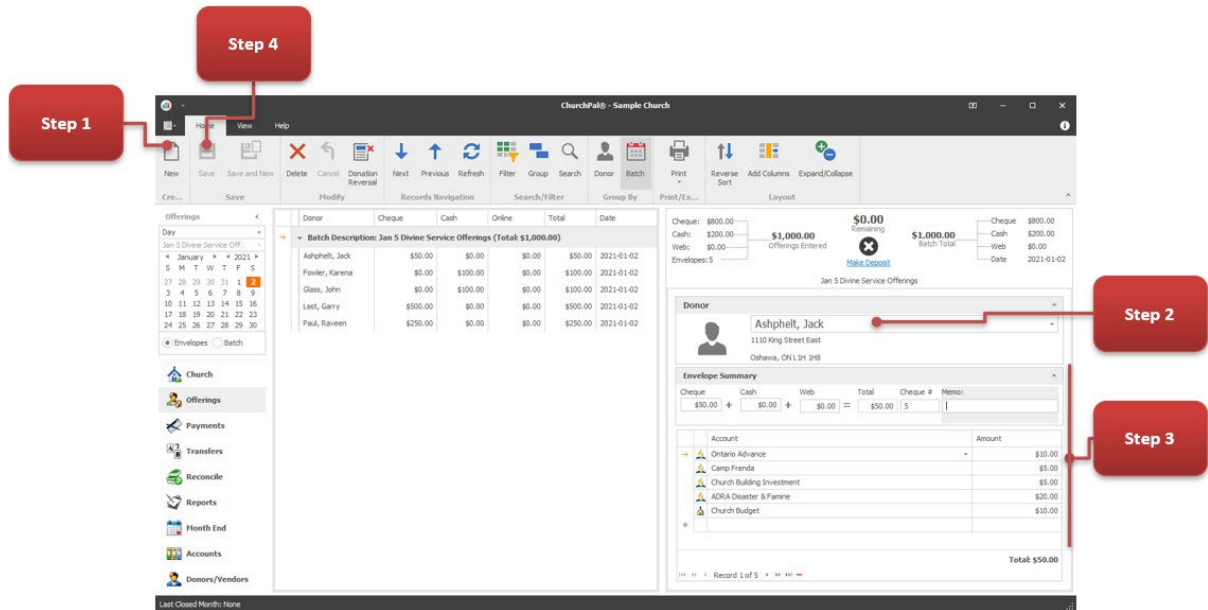 Step 4
Step 1
Step 2
Step 3
ChurchPal® - Sample Church
Home View Help
New Save Save and New Delete Cancel Donation Reversal Next Previous Refresh Filter Group Search Donor Batch Print Reverse Sort Add Columns Expand/Collapse
Cre... Save Modify Records Navigation Search/Filter Group By Print/Ex... Layout
Offerings
Day
Jan 5 Divine Service Off...
January 2021
S M T W T F S
27 28 29 30 31 1 2
3 4 5 6 7 8 9
10 11 12 13 14 15 16
17 18 19 20 21 22 23
24 25 26 27 28 29 30
Envelopes Batch
Church
Offerings
Payments
Transfers
Reconcile
Reports
Month End
Accounts
Donors/Vendors
Last Closed Month: None
Donor Cheque Cash Online Total Date
Batch Description: Jan 5 Divine Service Offerings (Total: $1,000.00)
Ashphelt, Jack $50.00 $0.00 $0.00 $50.00 2021-01-02
Fowler, Karena $0.00 $100.00 $0.00 $100.00 2021-01-02
Glass, John $0.00 $100.00 $0.00 $100.00 2021-01-02
Last, Garry $500.00 $0.00 $0.00 $500.00 2021-01-02
Paul, Raveen $250.00 $0.00 $0.00 $250.00 2021-01-02
Cheque: $800.00
Cash: $200.00
Web: $0.00
Envelopes: 5
$1,000.00
Offerings Entered
$0.00
Remaining
Make Deposit
$1,000.00
Batch Total
Cheque $800.00
Cash $200.00
Web $0.00
Date 2021-01-02
Jan 5 Divine Service Offerings
Donor
Ashphelt, Jack
1110 King Street East
Oshawa, ON L1H 1H8
Envelope Summary
Cheque Cash Web Total Cheque # Memo:
$50.00 + $0.00 + $0.00 = $50.00 5
Account Amount
Ontario Advance $10.00
Camp Frenda $5.00
Church Building Investment $5.00
ADRA Disaster & Famine $20.00
Church Budget $10.00
Total: $50.00
Record 1 of 5